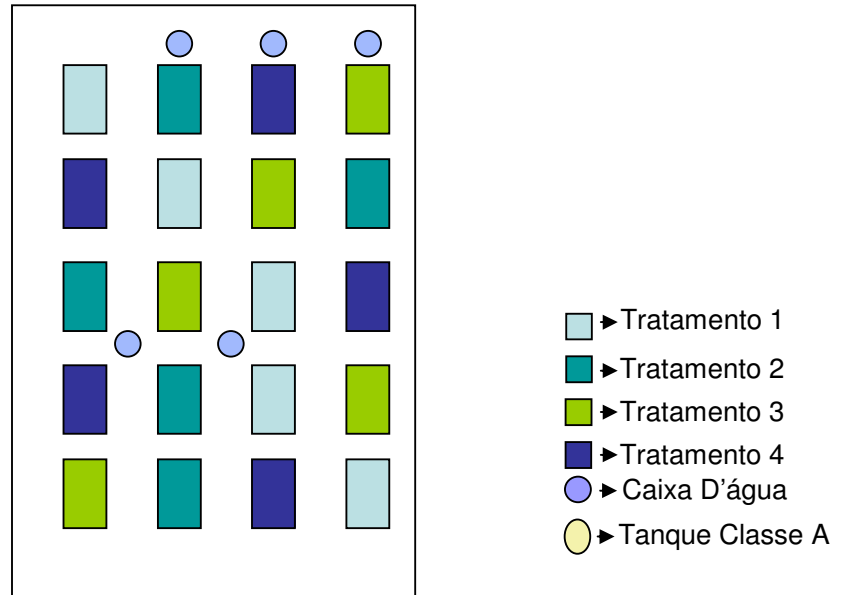 Tratamento 1
Tratamento 2
Tratamento 3
Tratamento 4
Caixa D'água
Tanque Classe A